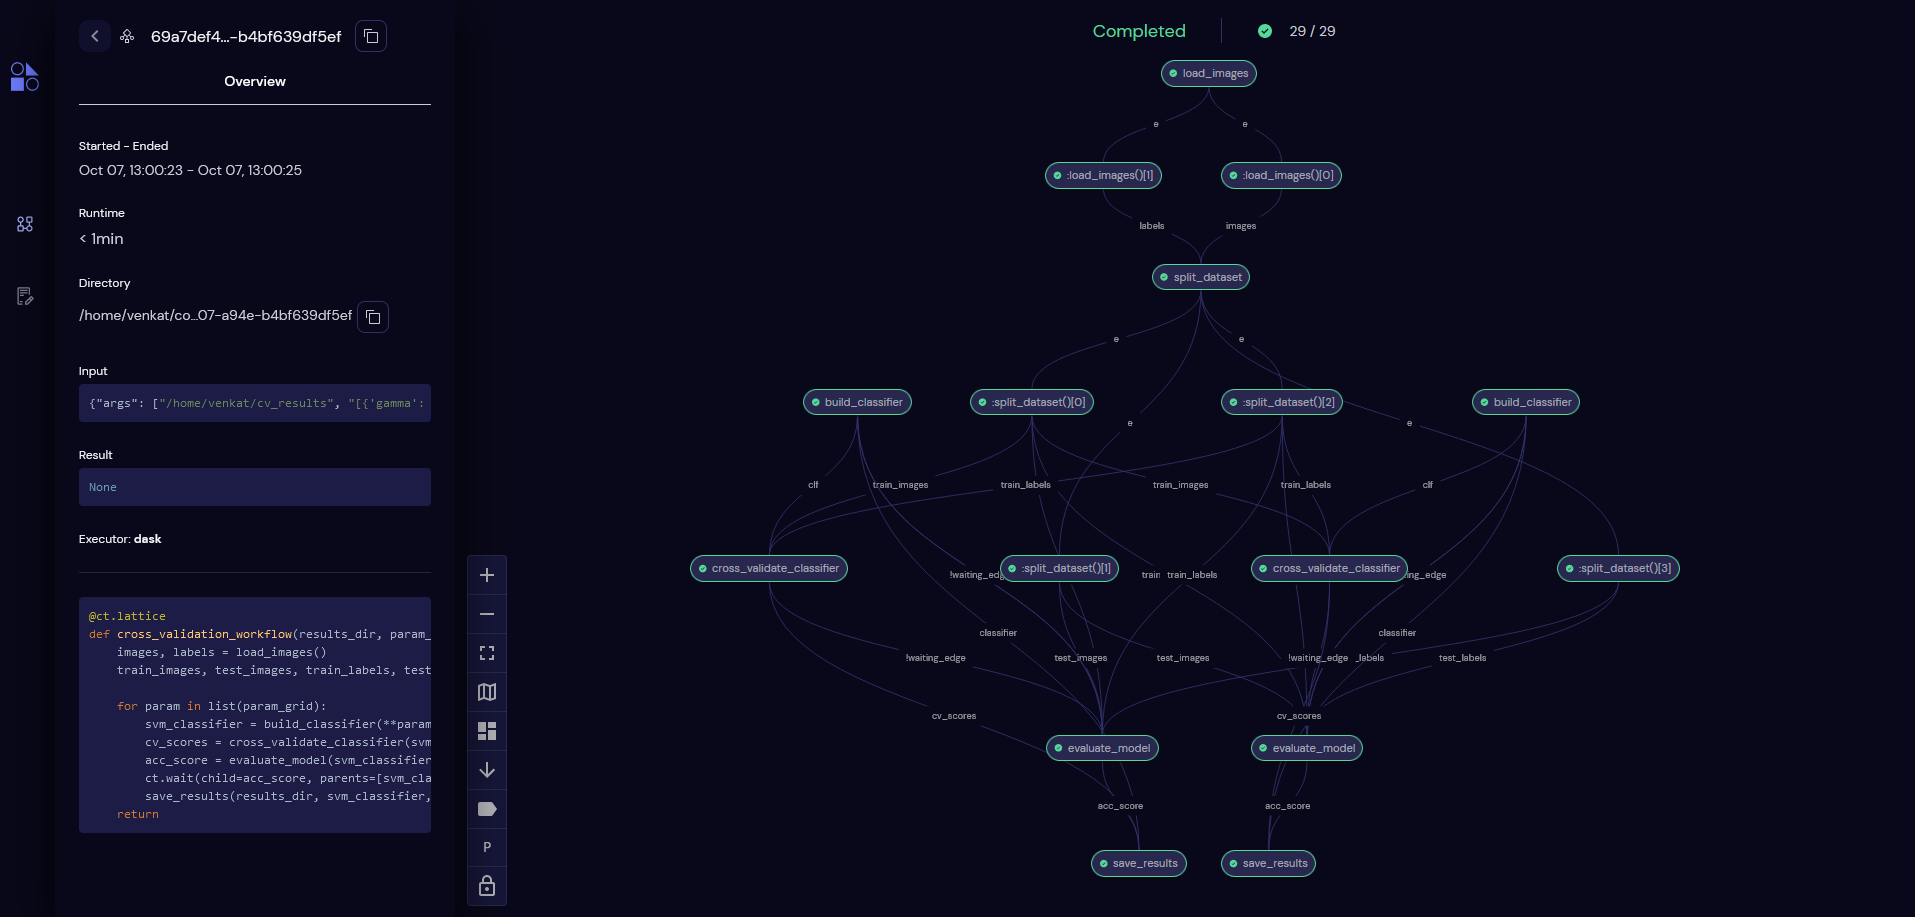 69a7def4...-b4bf639df5ef
Overview
Started - Ended
Oct 07, 13:00:23 - Oct 07, 13:00:25
Runtime
< 1min
Directory
/home/venkat/co...07-a94e-b4bf639df5ef
Input
{"args": ["/home/venkat/cv_results", "[{'gamma':
Result
None
Executor: dask
@ct.lattice
def cross_validation_workflow(results_dir, param_
images, labels = load_images()
train_images, test_images, train_labels, test
for param in list(param_grid):
svm_classifier = build_classifier(**param
cv_scores = cross_validate_classifier(svm
acc_score = evaluate_model(svm_classifier
ct.wait(child=acc_score, parents=[svm_cla
save_results(results_dir, svm_classifier,
return
P
Completed 29 / 29
load_images
e e
:load_images()[1] :load_images()[0]
labels images
split_dataset
e e
build_classifier :split_dataset()[0] :split_dataset()[2] build_classifier
e e
clf train_images train_labels train_images train_labels clf
cross_validate_classifier :split_dataset()[1] cross_validate_classifier :split_dataset()[3]
!waiting_edg train train_labels ing_edge
classifier classifier
!waiting_edge test_images test_images !waiting_edge _labels test_labels
cv_scores cv_scores
evaluate_model evaluate_model
acc_score acc_score
save_results save_results